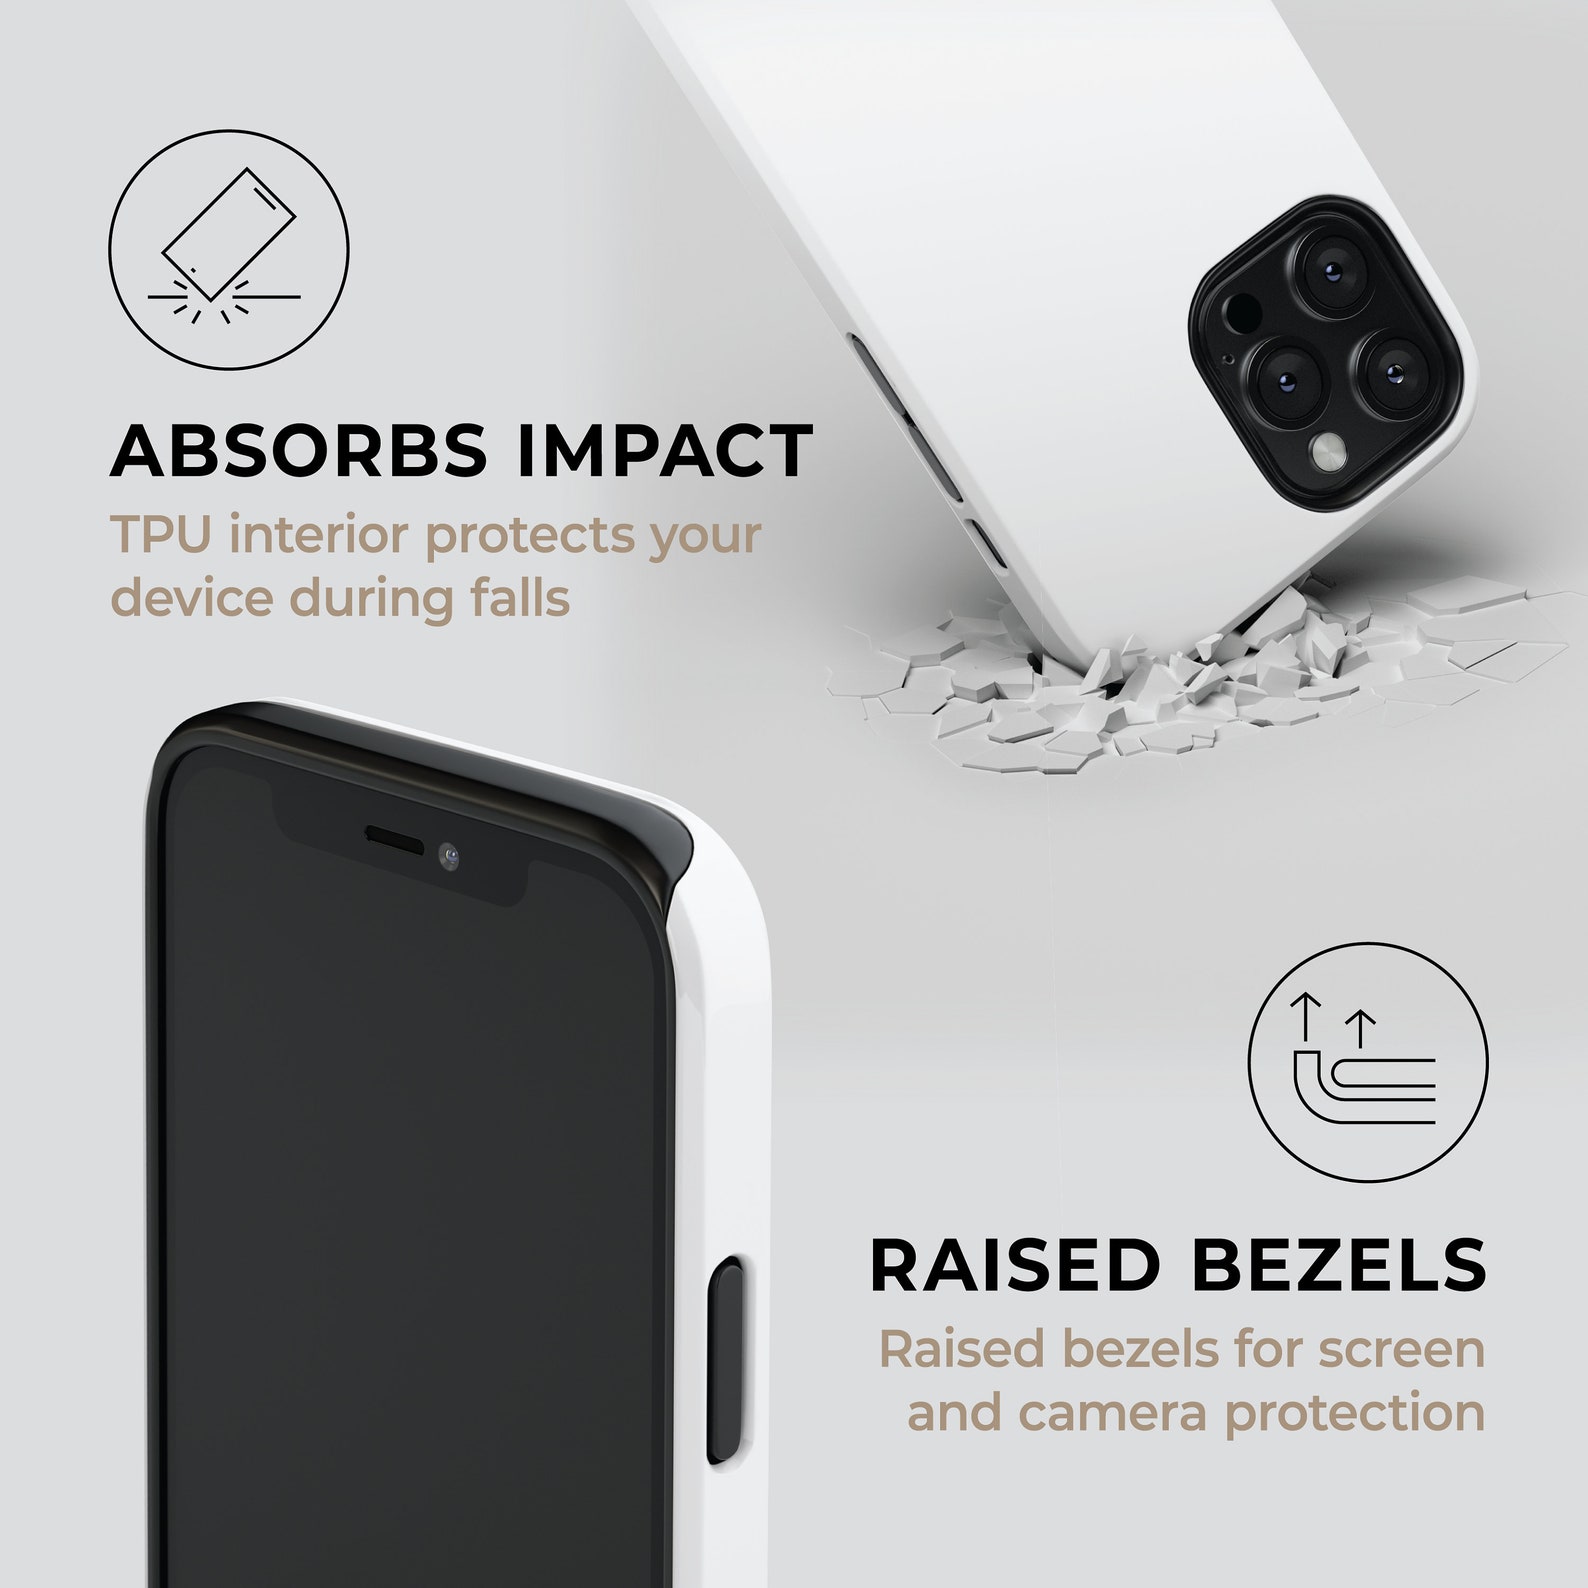 ABSORBS IMPACT
TPU interior protects your
device during falls
RAISED BEZELS
Raised bezels for screen
and camera protection